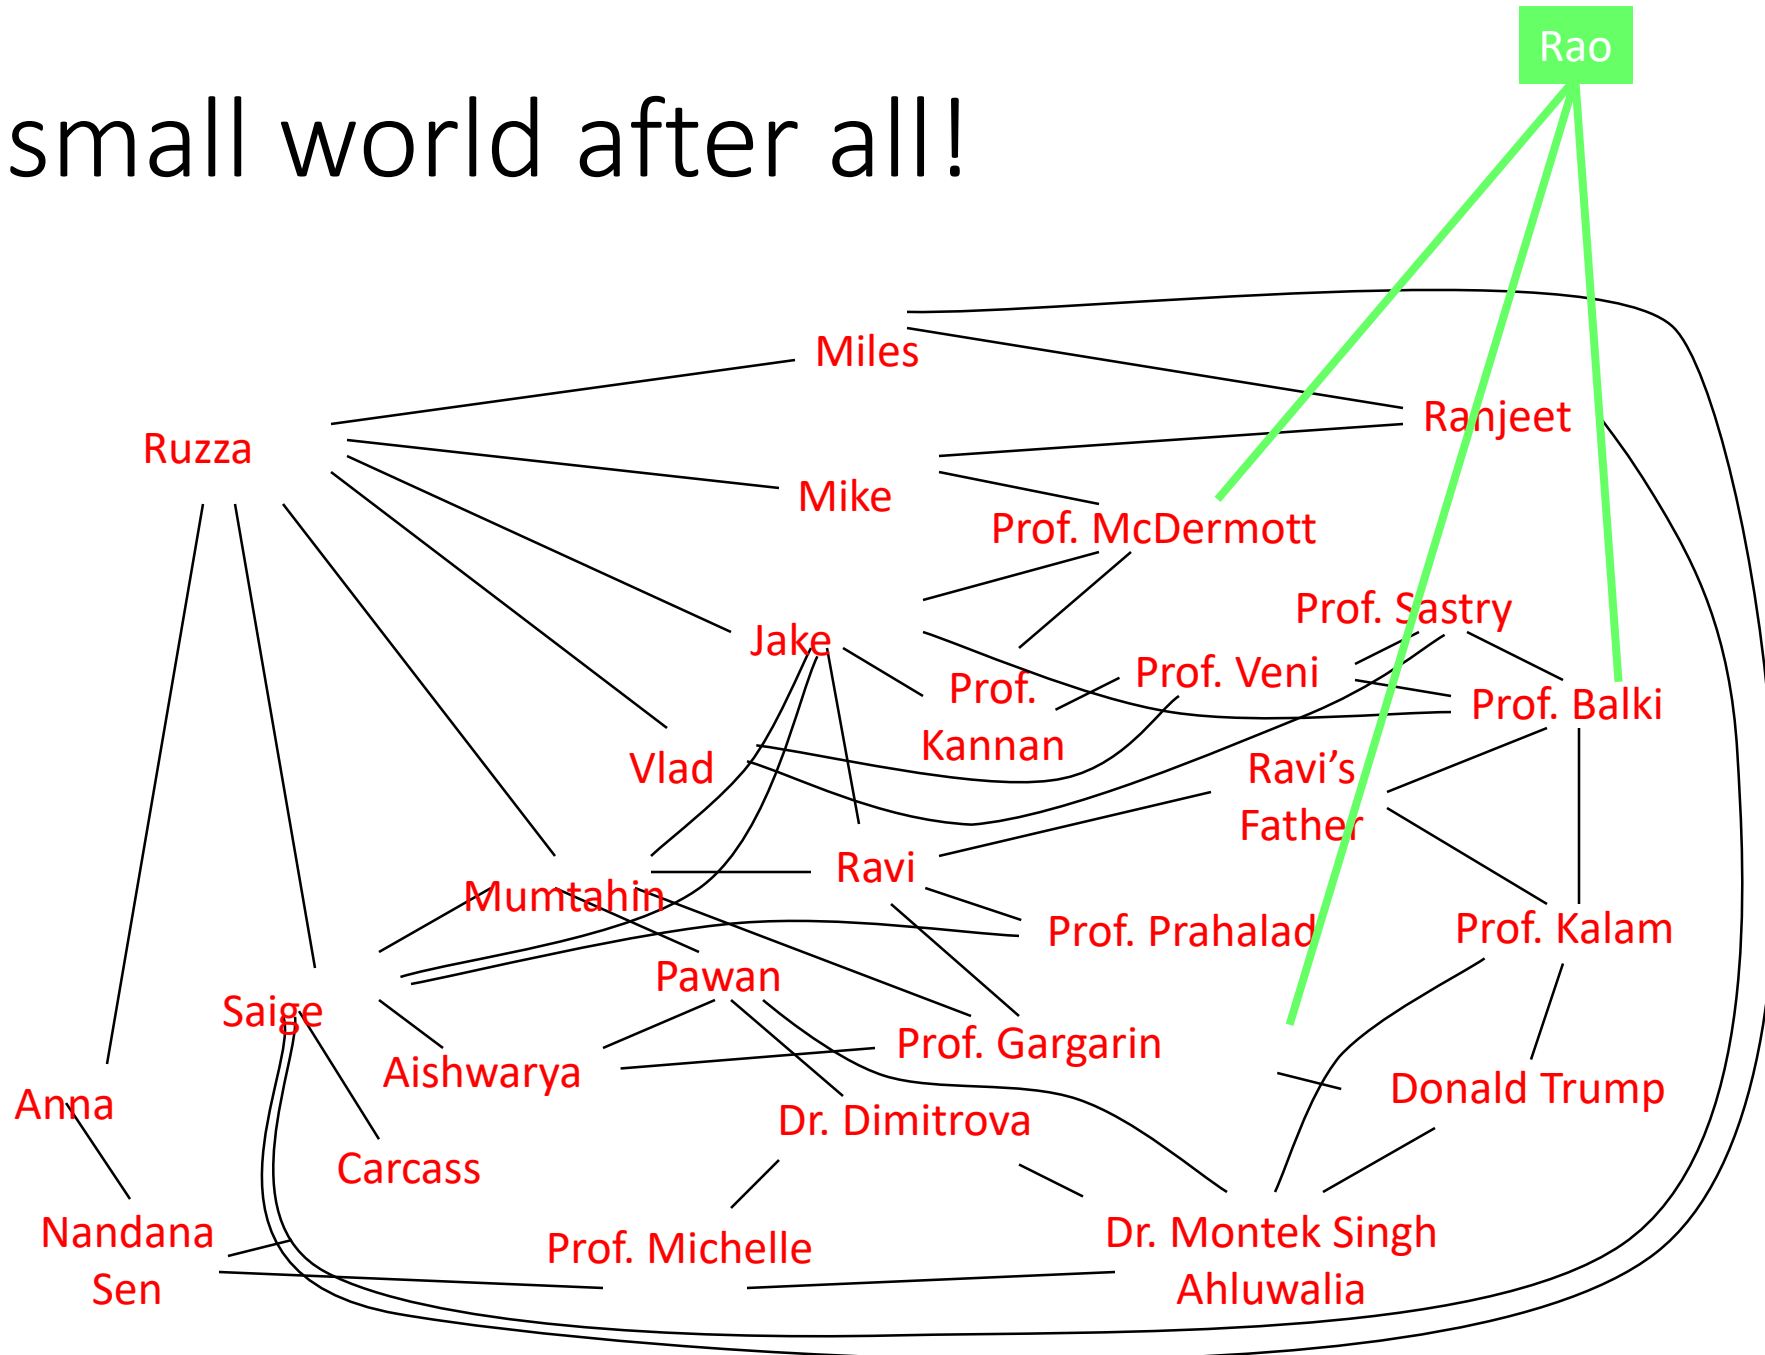 Rao
small world after all!
Miles
Ranjeet
Ruzza
Mike
Prof. McDermott
Prof. Sastry
Jake
Prof. Veni
Prof.
Kannan
Prof. Balki
Vlad
Ravi’s
Father
Ravi
Mumtahin
Prof. Prahalad
Prof. Kalam
Pawan
Saige
Prof. Gargarin
Aishwarya
Donald Trump
Anna
Dr. Dimitrova
Carcass
Nandana
Sen
Prof. Michelle
Dr. Montek Singh
Ahluwalia